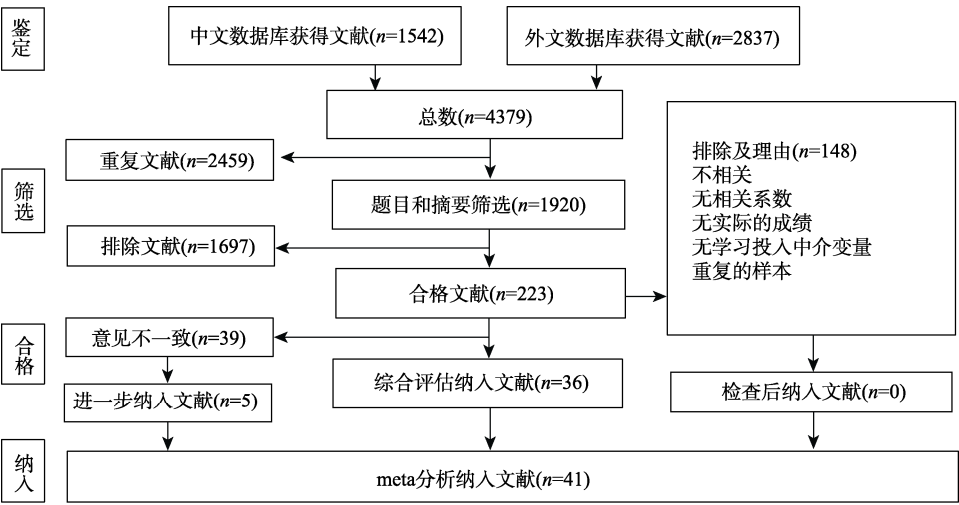 鉴定
中文数据库获得文献(n=1542)
外文数据库获得文献(n=2837)
总数(n=4379)
重复文献(n=2459)
筛选
题目和摘要筛选(n=1920)
排除文献(n=1697)
合格文献(n=223)
排除及理由(n=148)
不相关
无相关系数
无实际的成绩
无学习投入中介变量
重复的样本
合格
意见不一致(n=39)
综合评估纳入文献(n=36)
进一步纳入文献(n=5)
检查后纳入文献(n=0)
纳入
meta分析纳入文献(n=41)